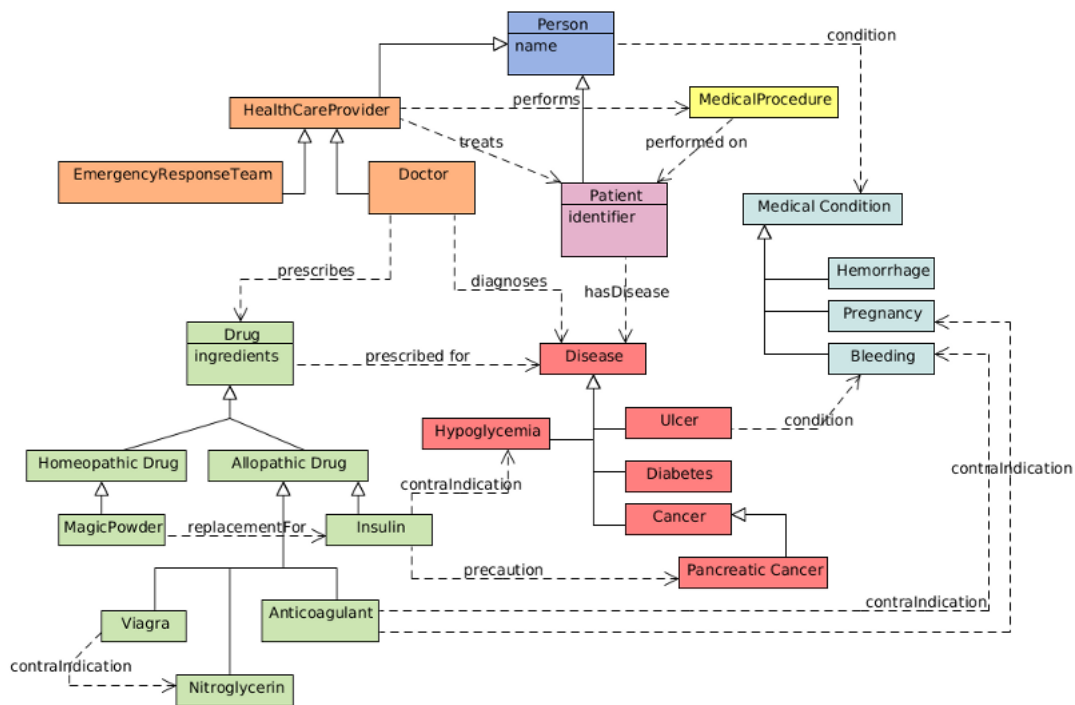 Person
name
condition
HealthCareProvider
performs
MedicalProcedure
treats
performed on
EmergencyResponseTeam
Doctor
Patient
identifier
Medical Condition
prescribes
diagnoses
hasDisease
Hemorrhage
Pregnancy
Bleeding
Drug
ingredients
prescribed for
Disease
Hypoglycemia
Ulcer
condition
Homeopathic Drug
Allopathic Drug
contraIndication
Diabetes
contraIndication
MagicPowder
replacementFor
Insulin
Cancer
precaution
Pancreatic Cancer
Viagra
Anticoagulant
contraIndication
contraIndication
Nitroglycerin